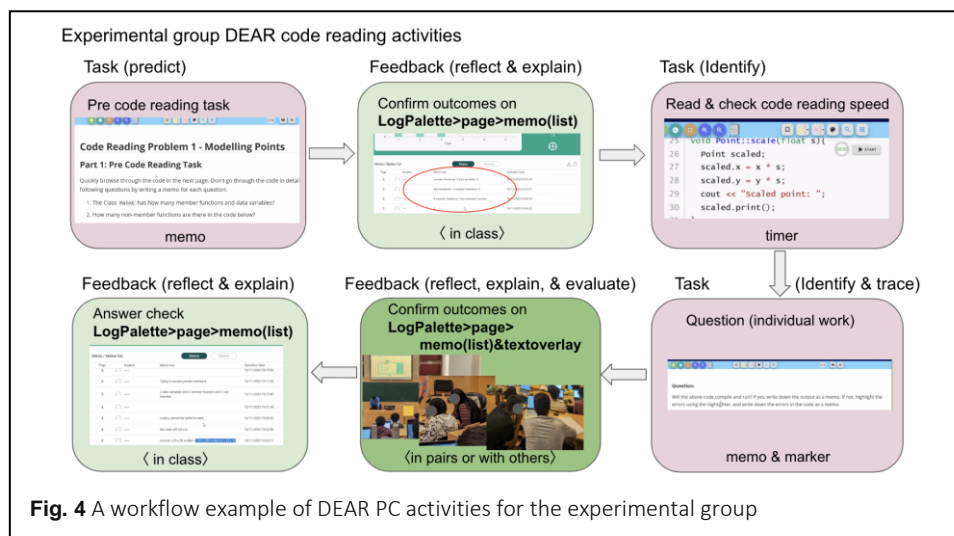 Experimental group DEAR code reading activities
Task (predict)
Pre code reading task
Code Reading Problem 1 - Modelling Points
Part 1: Pre Code Reading Task
Quickly browse through the code in the next page. Don't go through the code in detail
following questions by writing a memo for each question:
1. The Class: Point, has how many member functions and data variables?
2. How many non-member functions are there in the code below?
memo
Feedback (reflect & explain)
Confirm outcomes on
LogPalette>page>memo(list)
〈 in class〉
Task (Identify)
Read & check code reading speed
25 void Point::scale(float s){
26 Point scaled;
27 scaled.x = x * s;
28 scaled.y = y * s;
29 cout << "Scaled point: ";
30 scaled.print();
START
timer
Task (Identify & trace)
Question (individual work)
Question:
Will the above code compile and run? If yes, write down the output as a memo. If not, highlight the
errors using the highlighter, and write down the errors in the code as a memo.
memo & marker
Feedback (reflect, explain, & evaluate)
Confirm outcomes on
LogPalette>page>
memo(list)&textoverlay
〈in pairs or with others〉
Feedback (reflect & explain)
Answer check
LogPalette>page>memo(list)
〈 in class〉
Fig. 4 A workflow example of DEAR PC activities for the experimental group